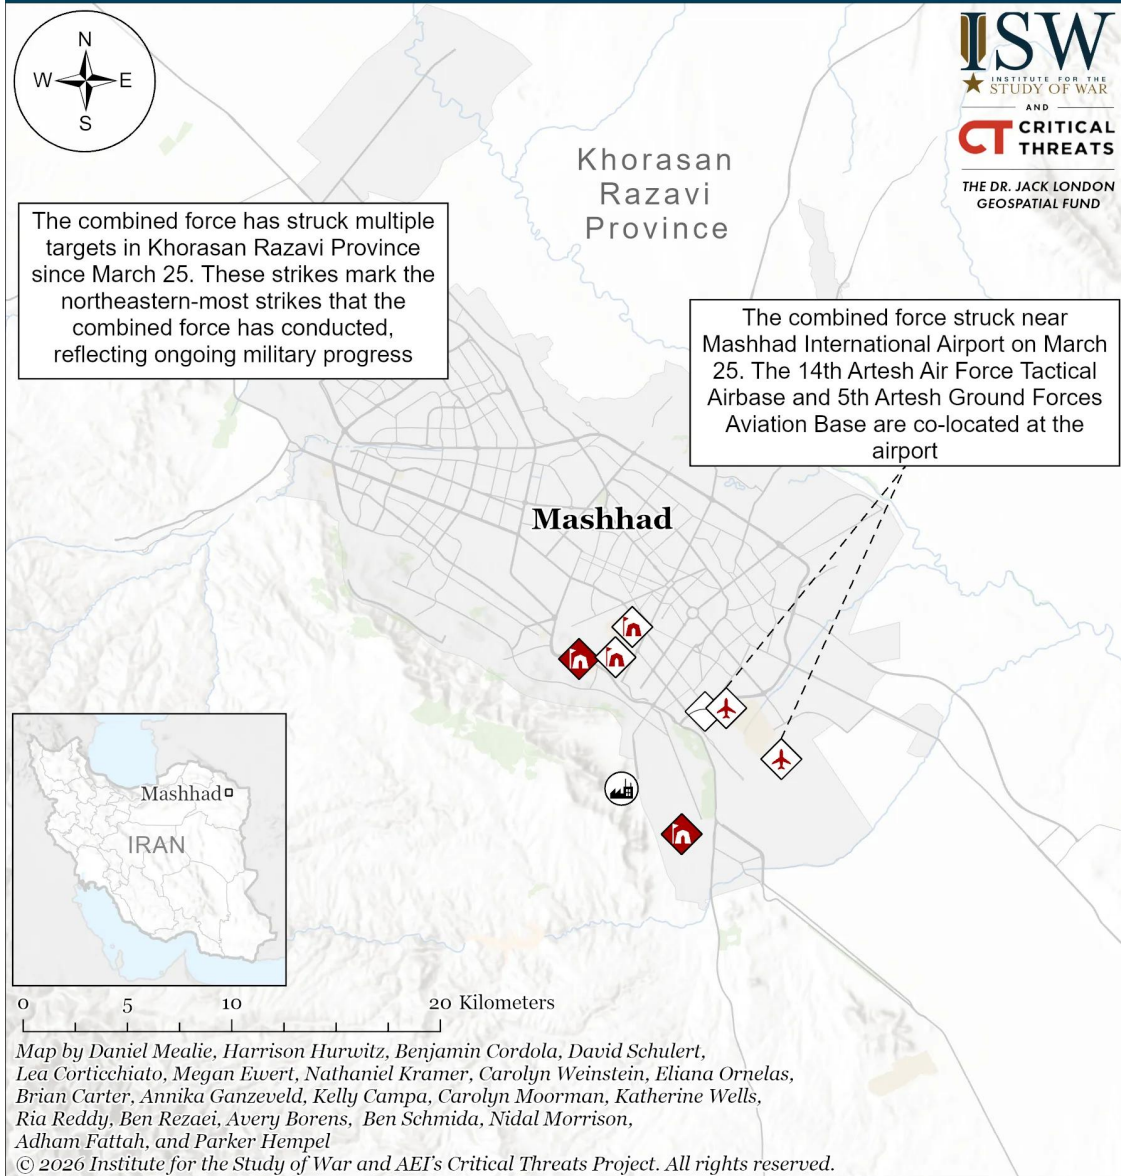 N
W
E
S
ISW
INSTITUTE FOR THE
STUDY OF WAR
AND
CT CRITICAL
THREATS
THE DR. JACK LONDON
GEOSPATIAL FUND
Khorasan
Razavi
Province
The combined force has struck multiple
targets in Khorasan Razavi Province
since March 25. These strikes mark the
northeastern-most strikes that the
combined force has conducted,
reflecting ongoing military progress
The combined force struck near
Mashhad International Airport on March
25. The 14th Artesh Air Force Tactical
Airbase and 5th Artesh Ground Forces
Aviation Base are co-located at the
airport
Mashhad
Mashhad
IRAN
0 5 10 20 Kilometers
Map by Daniel Mealie, Harrison Hurwitz, Benjamin Cordola, David Schulert,
Lea Corticchiato, Megan Ewert, Nathaniel Kramer, Carolyn Weinstein, Eliana Ornelas,
Brian Carter, Annika Ganzeveld, Kelly Campa, Carolyn Moorman, Katherine Wells,
Ria Reddy, Ben Rezaei, Avery Borens, Ben Schmida, Nidal Morrison,
Adham Fattah, and Parker Hempel
© 2026 Institute for the Study of War and AEI's Critical Threats Project. All rights reserved.